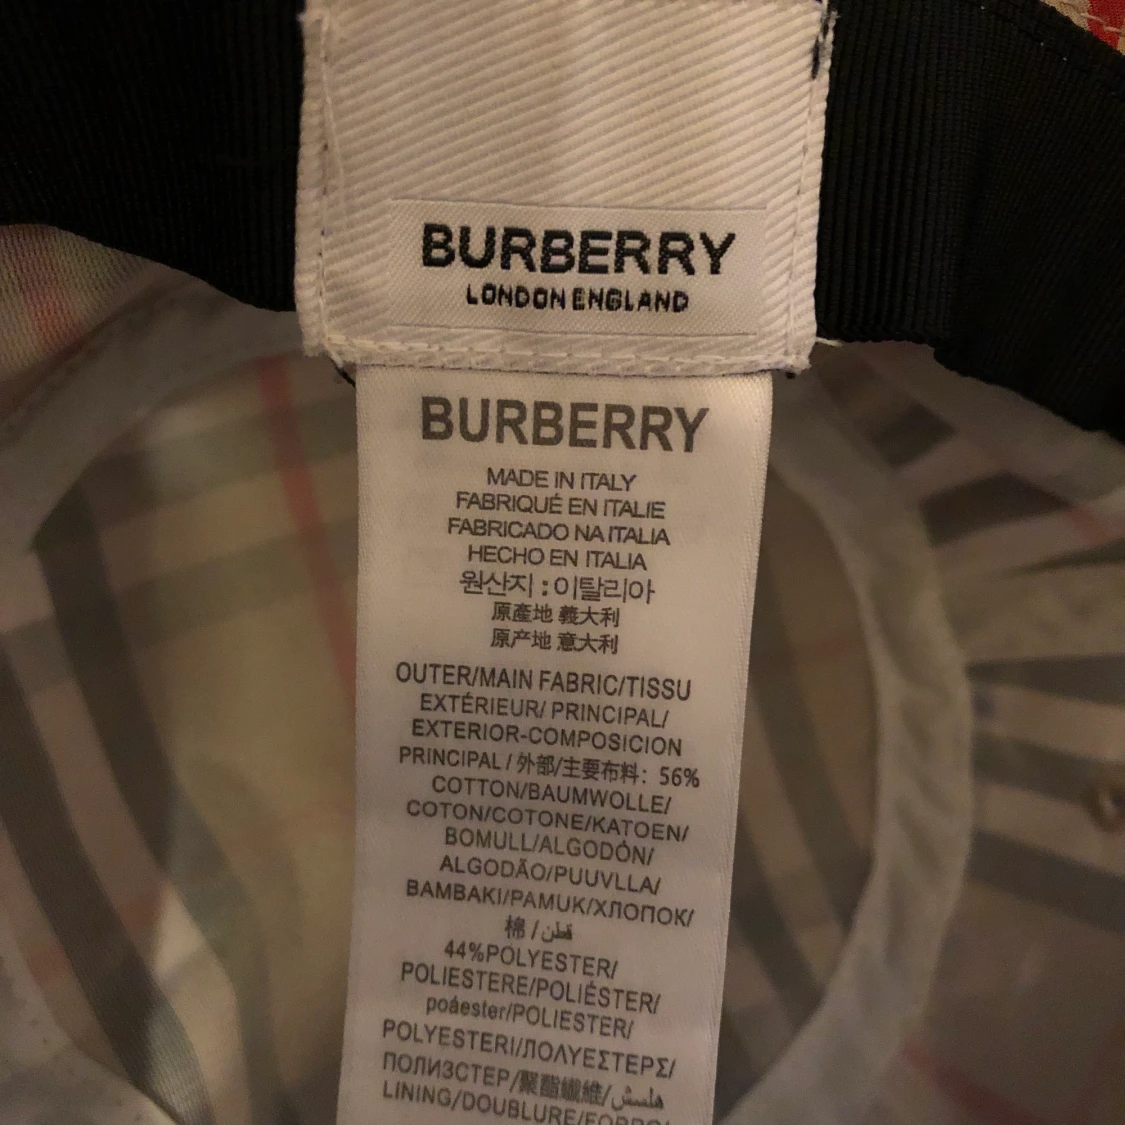 BURBERRY
LONDON ENGLAND
BURBERRY
MADE IN ITALY
FABRIQUÉ EN ITALIE
FABRICADO NA ITALIA
HECHO EN ITALIA
원산지 : 이탈리아
原產地 義大利
原产地 意大利
OUTER/MAIN FABRIC/TISSU
EXTÉRIEUR/ PRINCIPAL/
EXTERIOR-COMPOSICION
PRINCIPAL / 外部/主要布料: 56%
COTTON/BAUMWOLLE/
COTON/COTONE/KATOEN/
BOMULL/ALGODÓN/
ALGODÃO/PUUVLLA/
BAMBAKI/PAMUK/ХЛОПОК/
棉 / قطن
44%POLYESTER/
POLIESTERE/POLIÉSTER/
poáester/POLIESTER/
POLYESTERI/ΠΟΛΥΕΣΤΕΡΣ/
ПОЛИЗСТЕР/聚酯纖維/
LINING/DOUBLURE/FORRO/